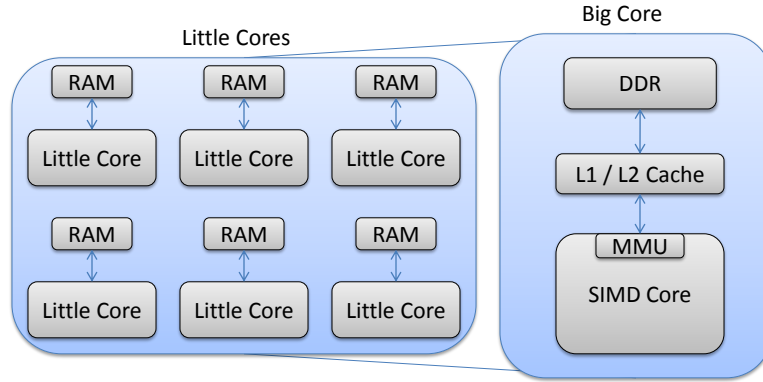 Little Cores
RAM RAM RAM
Little Core Little Core Little Core
RAM RAM RAM
Little Core Little Core Little Core
Big Core
DDR
L1 / L2 Cache
MMU
SIMD Core